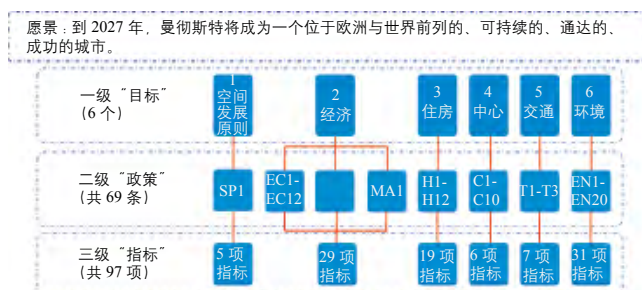 愿景：到 2027 年，曼彻斯特将成为一个位于欧洲与世界前列的、可持续的、通达的、
成功的城市。
一级“目标”
（6 个）
1
空间
发展
原则
2
经济
3
住房
4
中心
5
交通
6
环境
二级“政策”
（共 69 条）
SP1
EC1-
EC12
MA1
H1-
H12
C1-
C10
T1-T3
EN1-
EN20
三级“指标”
（共 97 项）
5 项
指标
29 项
指标
19 项
指标
6 项
指标
7 项
指标
31 项
指标